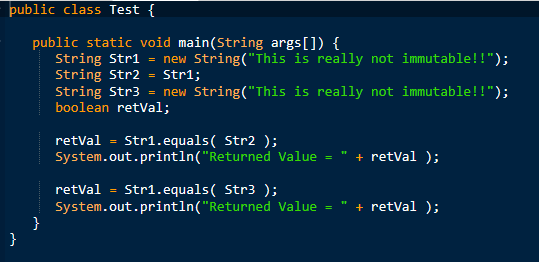 public class Test {
public static void main(String args[]) {
String Str1 = new String("This is really not immutable!!");
String Str2 = Str1;
String Str3 = new String("This is really not immutable!!");
boolean retVal;
retVal = Str1.equals( Str2 );
System.out.println("Returned Value = " + retVal );
retVal = Str1.equals( Str3 );
System.out.println("Returned Value = " + retVal );
}
}